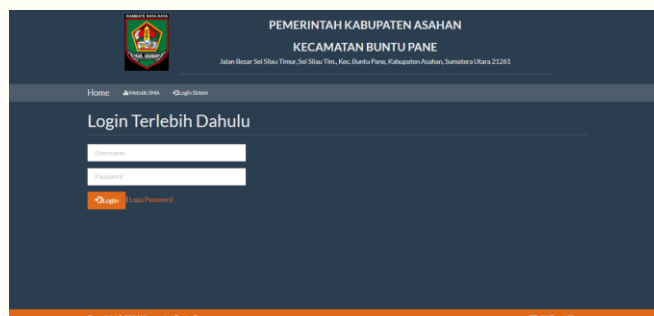 RAMBATE RATA RAYA
PEMERINTAH KABUPATEN ASAHAN
KECAMATAN BUNTU PANE
Jalan Besar Sei Silau Timur, Sei Silau Tim., Kec. Buntu Pane, Kabupaten Asahan, Sumatera Utara 21261
Home Metode SMA Login Sistem
Login Terlebih Dahulu
Username
Password
Login | Lupa Password